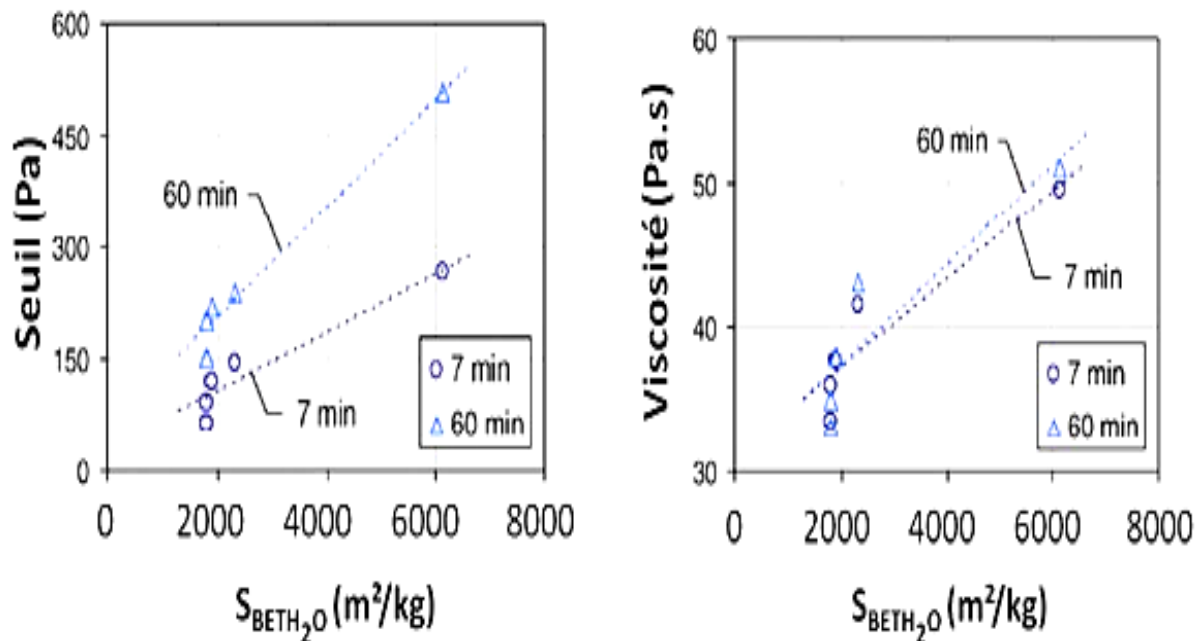 Seuil (Pa)
600
450
300
150
0
60 min
7 min
7 min
60 min
0 2000 4000 6000 8000
S_BETH₂O (m²/kg)
Viscosité (Pa.s)
60
50
40
30
60 min
7 min
7 min
60 min
0 2000 4000 6000 8000
S_BETH₂O (m²/kg)